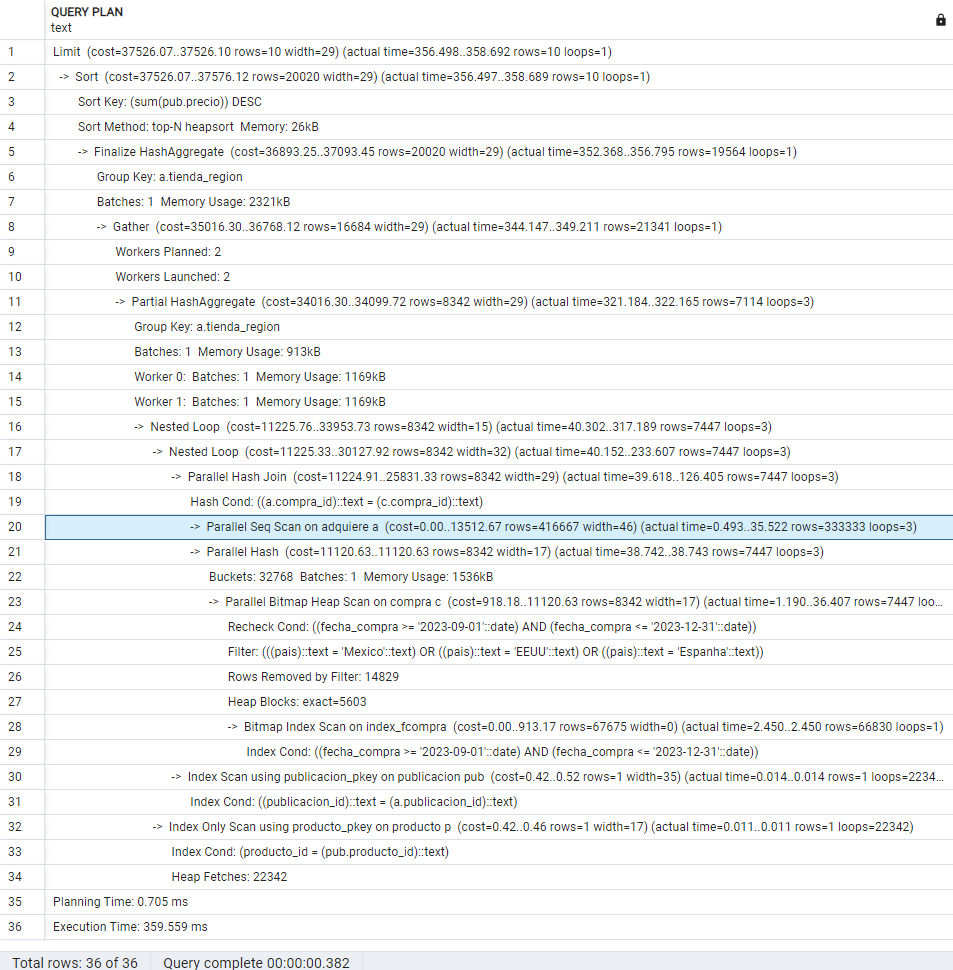 QUERY PLAN
text
1 Limit (cost=37526.07..37526.10 rows=10 width=29) (actual time=356.498..358.692 rows=10 loops=1)
2 -> Sort (cost=37526.07..37576.12 rows=20020 width=29) (actual time=356.497..358.689 rows=10 loops=1)
3 Sort Key: (sum(pub.precio)) DESC
4 Sort Method: top-N heapsort Memory: 26kB
5 -> Finalize HashAggregate (cost=36893.25..37093.45 rows=20020 width=29) (actual time=352.368..356.795 rows=19564 loops=1)
6 Group Key: a.tienda_region
7 Batches: 1 Memory Usage: 2321kB
8 -> Gather (cost=35016.30..36768.12 rows=16684 width=29) (actual time=344.147..349.211 rows=21341 loops=1)
9 Workers Planned: 2
10 Workers Launched: 2
11 -> Partial HashAggregate (cost=34016.30..34099.72 rows=8342 width=29) (actual time=321.184..322.165 rows=7114 loops=3)
12 Group Key: a.tienda_region
13 Batches: 1 Memory Usage: 913kB
14 Worker 0: Batches: 1 Memory Usage: 1169kB
15 Worker 1: Batches: 1 Memory Usage: 1169kB
16 -> Nested Loop (cost=11225.76..33953.73 rows=8342 width=15) (actual time=40.302..317.189 rows=7447 loops=3)
17 -> Nested Loop (cost=11225.33..30127.92 rows=8342 width=32) (actual time=40.152..233.607 rows=7447 loops=3)
18 -> Parallel Hash Join (cost=11224.91..25831.33 rows=8342 width=29) (actual time=39.618..126.405 rows=7447 loops=3)
19 Hash Cond: ((a.compra_id)::text = (c.compra_id)::text)
20 -> Parallel Seq Scan on adquiere a (cost=0.00..13512.67 rows=416667 width=46) (actual time=0.493..35.522 rows=333333 loops=3)
21 -> Parallel Hash (cost=11120.63..11120.63 rows=8342 width=17) (actual time=38.742..38.743 rows=7447 loops=3)
22 Buckets: 32768 Batches: 1 Memory Usage: 1536kB
23 -> Parallel Bitmap Heap Scan on compra c (cost=918.18..11120.63 rows=8342 width=17) (actual time=1.190..36.407 rows=7447 loo...
24 Recheck Cond: ((fecha_compra >= '2023-09-01'::date) AND (fecha_compra <= '2023-12-31'::date))
25 Filter: (((pais)::text = 'Mexico'::text) OR ((pais)::text = 'EEUU'::text) OR ((pais)::text = 'Espanha'::text))
26 Rows Removed by Filter: 14829
27 Heap Blocks: exact=5603
28 -> Bitmap Index Scan on index_fcompra (cost=0.00..913.17 rows=67675 width=0) (actual time=2.450..2.450 rows=66830 loops=1)
29 Index Cond: ((fecha_compra >= '2023-09-01'::date) AND (fecha_compra <= '2023-12-31'::date))
30 -> Index Scan using publicacion_pkey on publicacion pub (cost=0.42..0.52 rows=1 width=35) (actual time=0.014..0.014 rows=1 loops=2234...
31 Index Cond: ((publicacion_id)::text = (a.publicacion_id)::text)
32 -> Index Only Scan using producto_pkey on producto p (cost=0.42..0.46 rows=1 width=17) (actual time=0.011..0.011 rows=1 loops=22342)
33 Index Cond: (producto_id = (pub.producto_id)::text)
34 Heap Fetches: 22342
35 Planning Time: 0.705 ms
36 Execution Time: 359.559 ms
Total rows: 36 of 36 Query complete 00:00:00.382